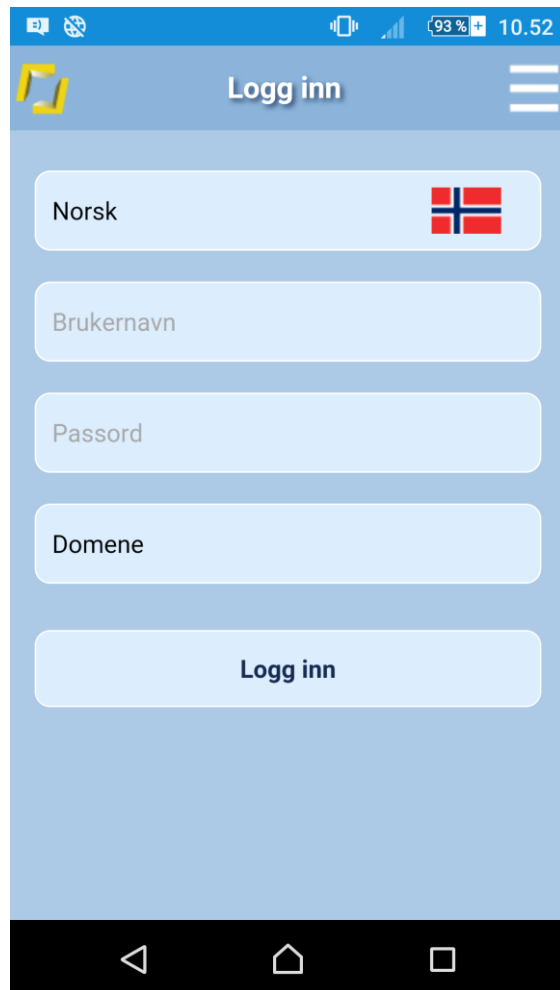 93 % 10.52
Logg inn
Norsk
Brukernavn
Passord
Domene
Logg inn